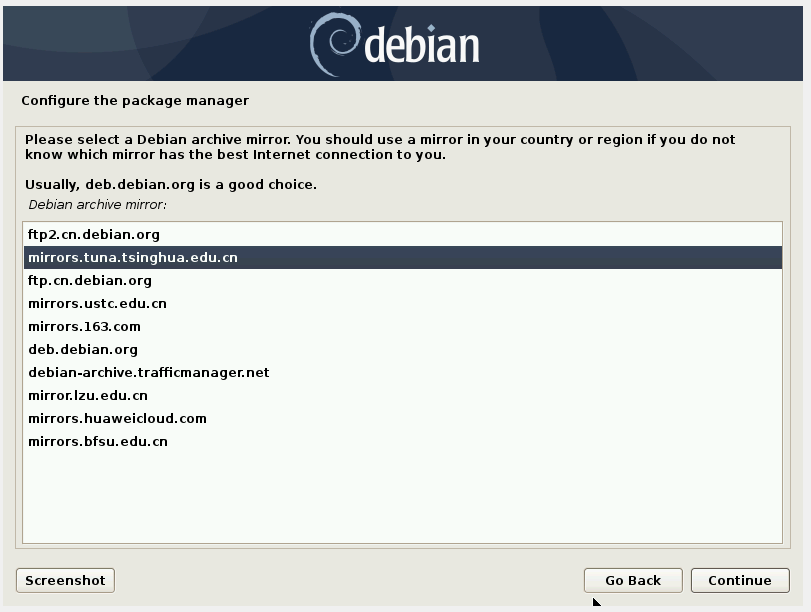 debian
Configure the package manager
Please select a Debian archive mirror. You should use a mirror in your country or region if you do not
know which mirror has the best Internet connection to you.
Usually, deb.debian.org is a good choice.
Debian archive mirror:
ftp2.cn.debian.org
mirrors.tuna.tsinghua.edu.cn
ftp.cn.debian.org
mirrors.ustc.edu.cn
mirrors.163.com
deb.debian.org
debian-archive.trafficmanager.net
mirror.lzu.edu.cn
mirrors.huaweicloud.com
mirrors.bfsu.edu.cn
Screenshot
Go Back
Continue